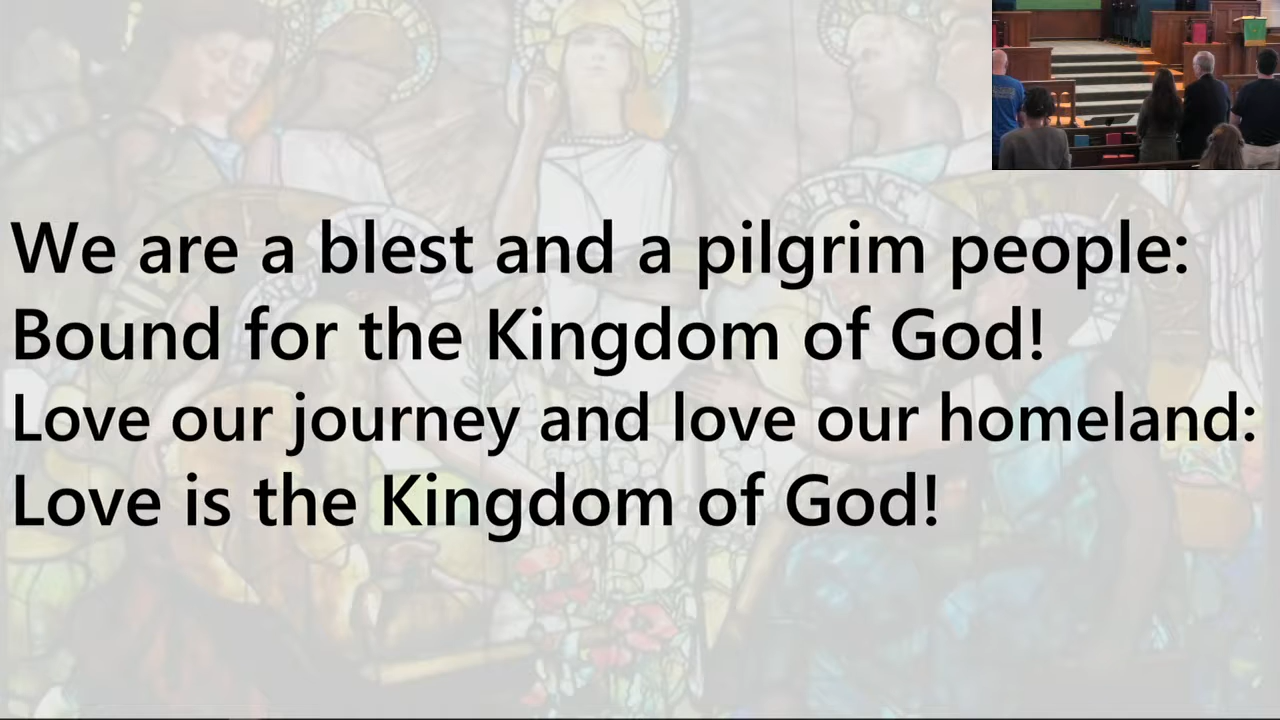 We are a blest and a pilgrim people:
Bound for the Kingdom of God!
Love our journey and love our homeland:
Love is the Kingdom of God!